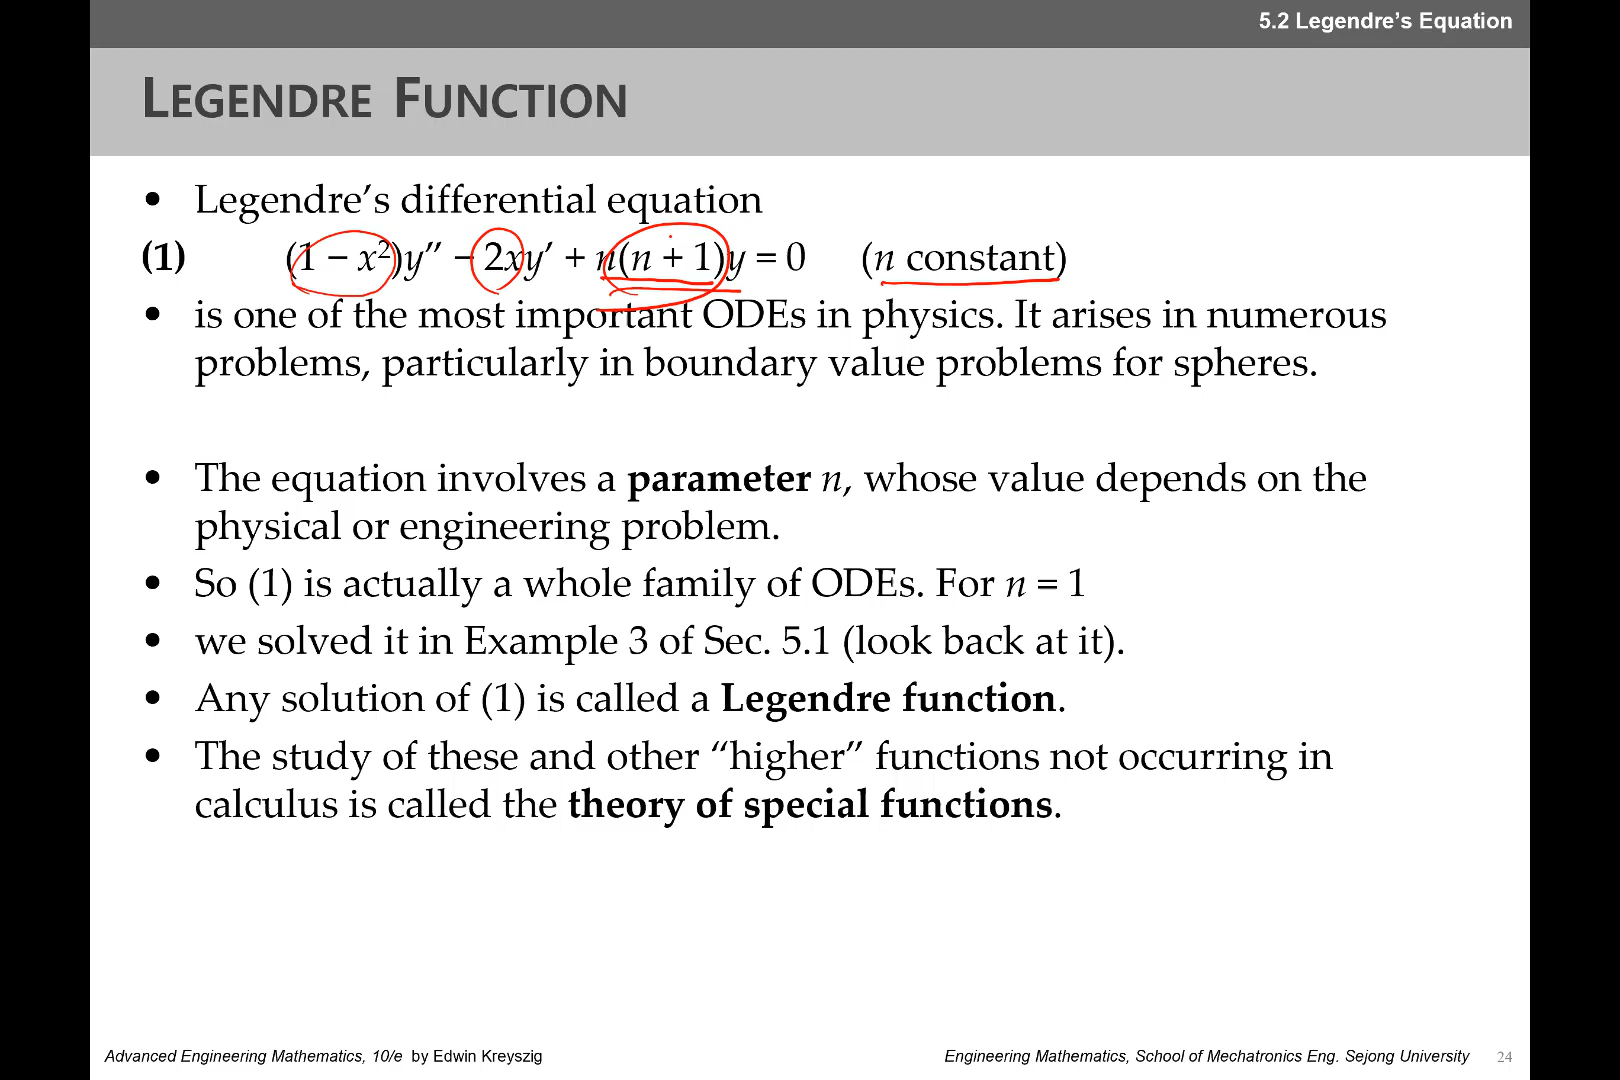 5.2 Legendre's Equation
LEGENDRE FUNCTION
• Legendre’s differential equation
(1) (1 − x²)y″ − 2xy′ + n(n + 1)y = 0 (n constant)
• is one of the most important ODEs in physics. It arises in numerous
problems, particularly in boundary value problems for spheres.
• The equation involves a parameter n, whose value depends on the
physical or engineering problem.
• So (1) is actually a whole family of ODEs. For n = 1
• we solved it in Example 3 of Sec. 5.1 (look back at it).
• Any solution of (1) is called a Legendre function.
• The study of these and other “higher” functions not occurring in
calculus is called the theory of special functions.
Advanced Engineering Mathematics, 10/e by Edwin Kreyszig
Engineering Mathematics, School of Mechatronics Eng. Sejong University 24